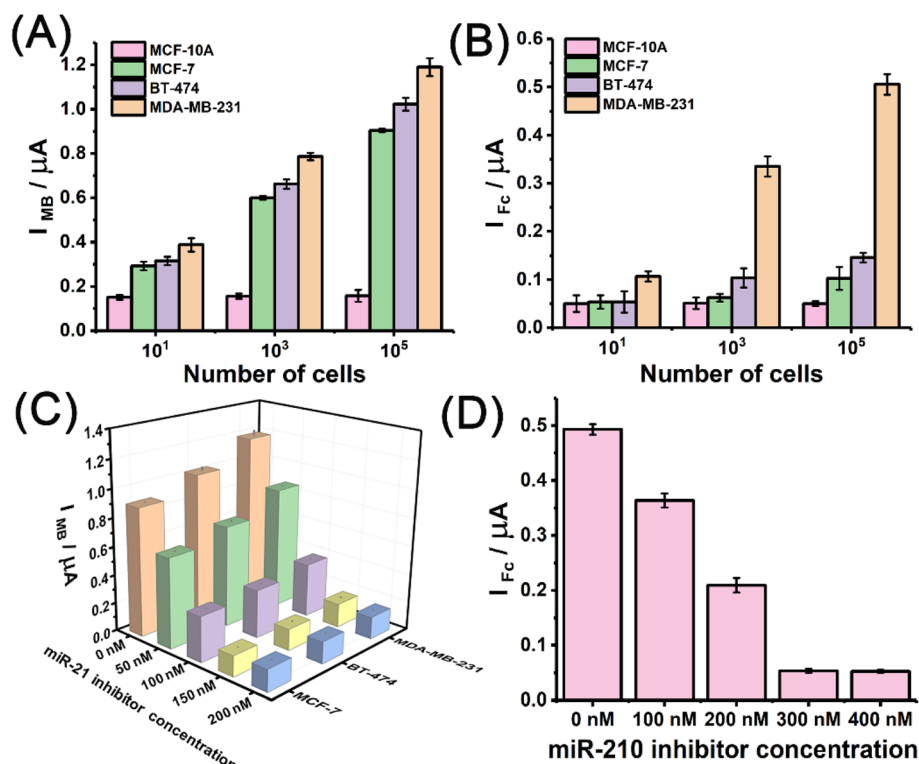 (A)
MCF-10A
MCF-7
BT-474
MDA-MB-231
I MB / μA
1.2
1.0
0.8
0.6
0.4
0.2
0.0
10¹ 10³ 10⁵
Number of cells
(B)
MCF-10A
MCF-7
BT-474
MDA-MB-231
I Fc / μA
0.6
0.5
0.4
0.3
0.2
0.1
0.0
10¹ 10³ 10⁵
Number of cells
(C)
I MB / μA
1.4
1.2
1.0
0.8
0.6
0.4
0.2
0.0
0 nM
50 nM
100 nM
150 nM
200 nM
miR-21 inhibitor concentration
MCF-7
BT-474
MDA-MB-231
(D)
I Fc / μA
0.5
0.4
0.3
0.2
0.1
0.0
0 nM 100 nM 200 nM 300 nM 400 nM
miR-210 inhibitor concentration